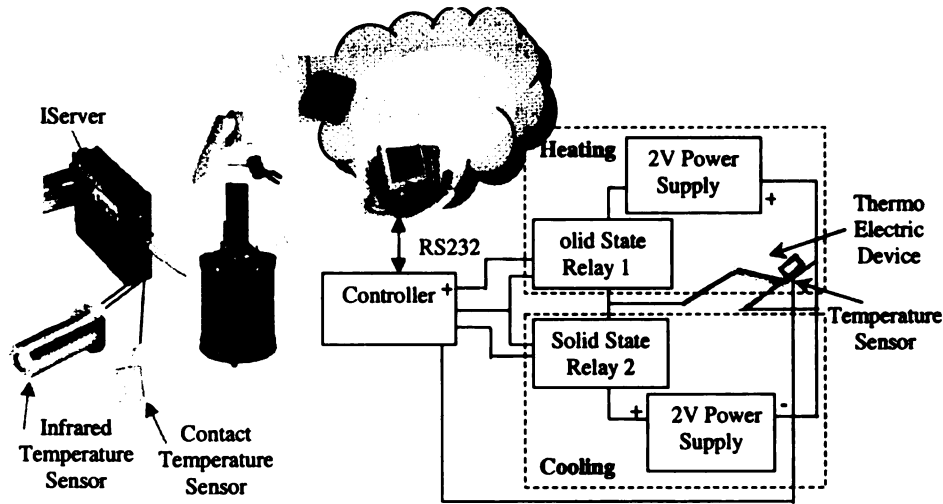 IServer
Infrared
Temperature
Sensor
Contact
Temperature
Sensor
RS232
Controller
+
Heating
2V Power
Supply
+
olid State
Relay 1
Thermo
Electric
Device
Temperature
Sensor
Solid State
Relay 2
+
2V Power
Supply
-
Cooling